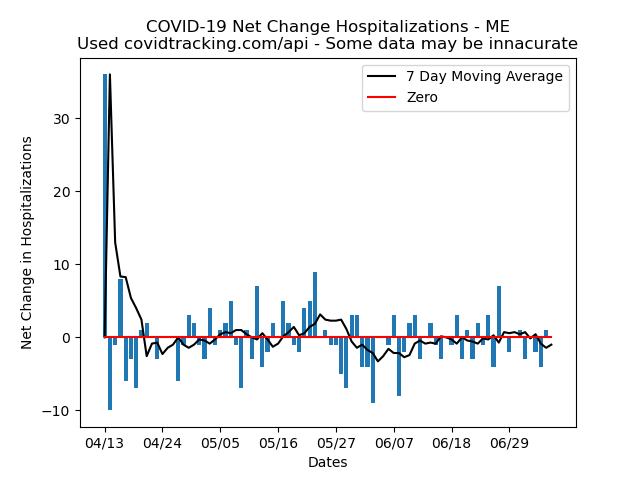 COVID-19 Net Change Hospitalizations - ME
Used covidtracking.com/api - Some data may be innacurate
7 Day Moving Average
Zero
Net Change in Hospitalizations
30
20
10
0
−10
04/13 04/24 05/05 05/16 05/27 06/07 06/18 06/29
Dates